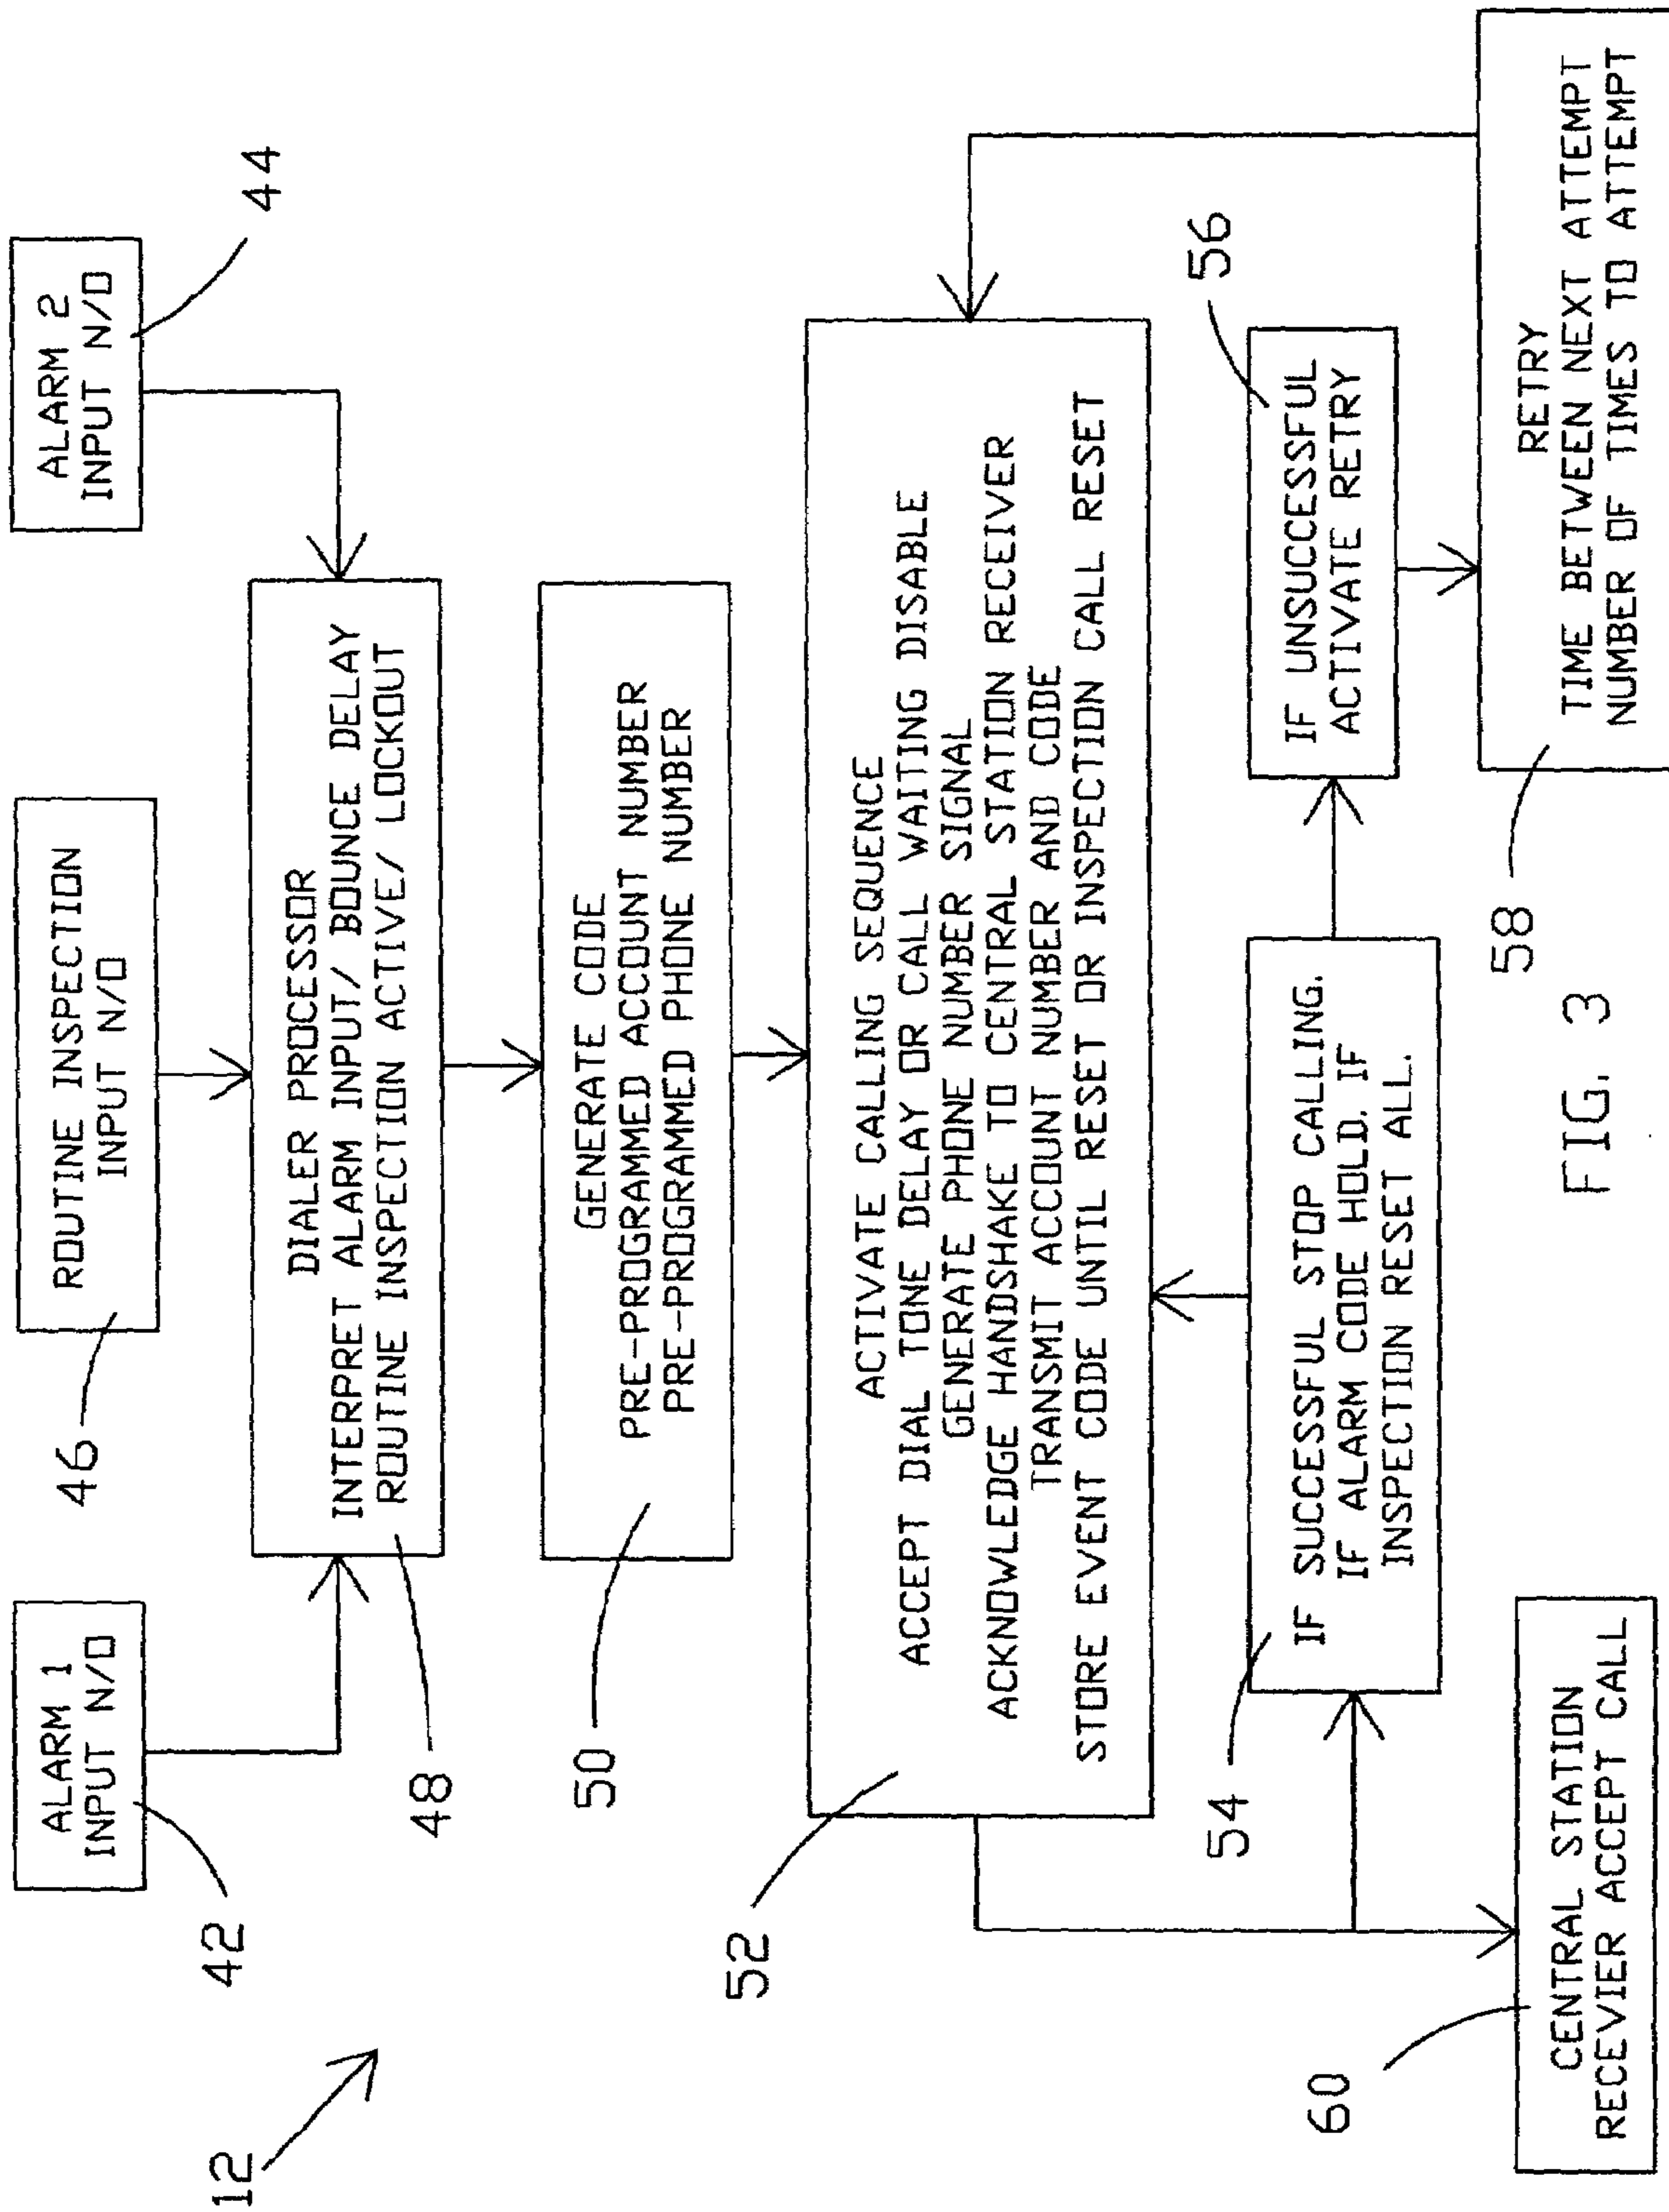 12
42
ALARM 1
INPUT N/O
46
ROUTINE INSPECTION
INPUT N/O
ALARM 2
INPUT N/O
44
48
DIALER PROCESSOR
INTERPRET ALARM INPUT/ BOUNCE DELAY
ROUTINE INSPECTION ACTIVE/ LOCKOUT
50
GENERATE CODE
PRE-PROGRAMMED ACCOUNT NUMBER
PRE-PROGRAMMED PHONE NUMBER
52
ACTIVATE CALLING SEQUENCE
ACCEPT DIAL TONE DELAY OR CALL WAITING DISABLE
GENERATE PHONE NUMBER SIGNAL
ACKNOWLEDGE HANDSHAKE TO CENTRAL STATION RECEIVER
TRANSMIT ACCOUNT NUMBER AND CODE
STORE EVENT CODE UNTIL RESET OR INSPECTION CALL RESET
54
IF SUCCESSFUL STOP CALLING.
IF ALARM CODE HOLD. IF
INSPECTION RESET ALL.
56
IF UNSUCCESSFUL
ACTIVATE RETRY
60
CENTRAL STATION
RECEVIER ACCEPT CALL
58
RETRY
TIME BETWEEN NEXT ATTEMPT
NUMBER OF TIMES TO ATTEMPT
FIG. 3